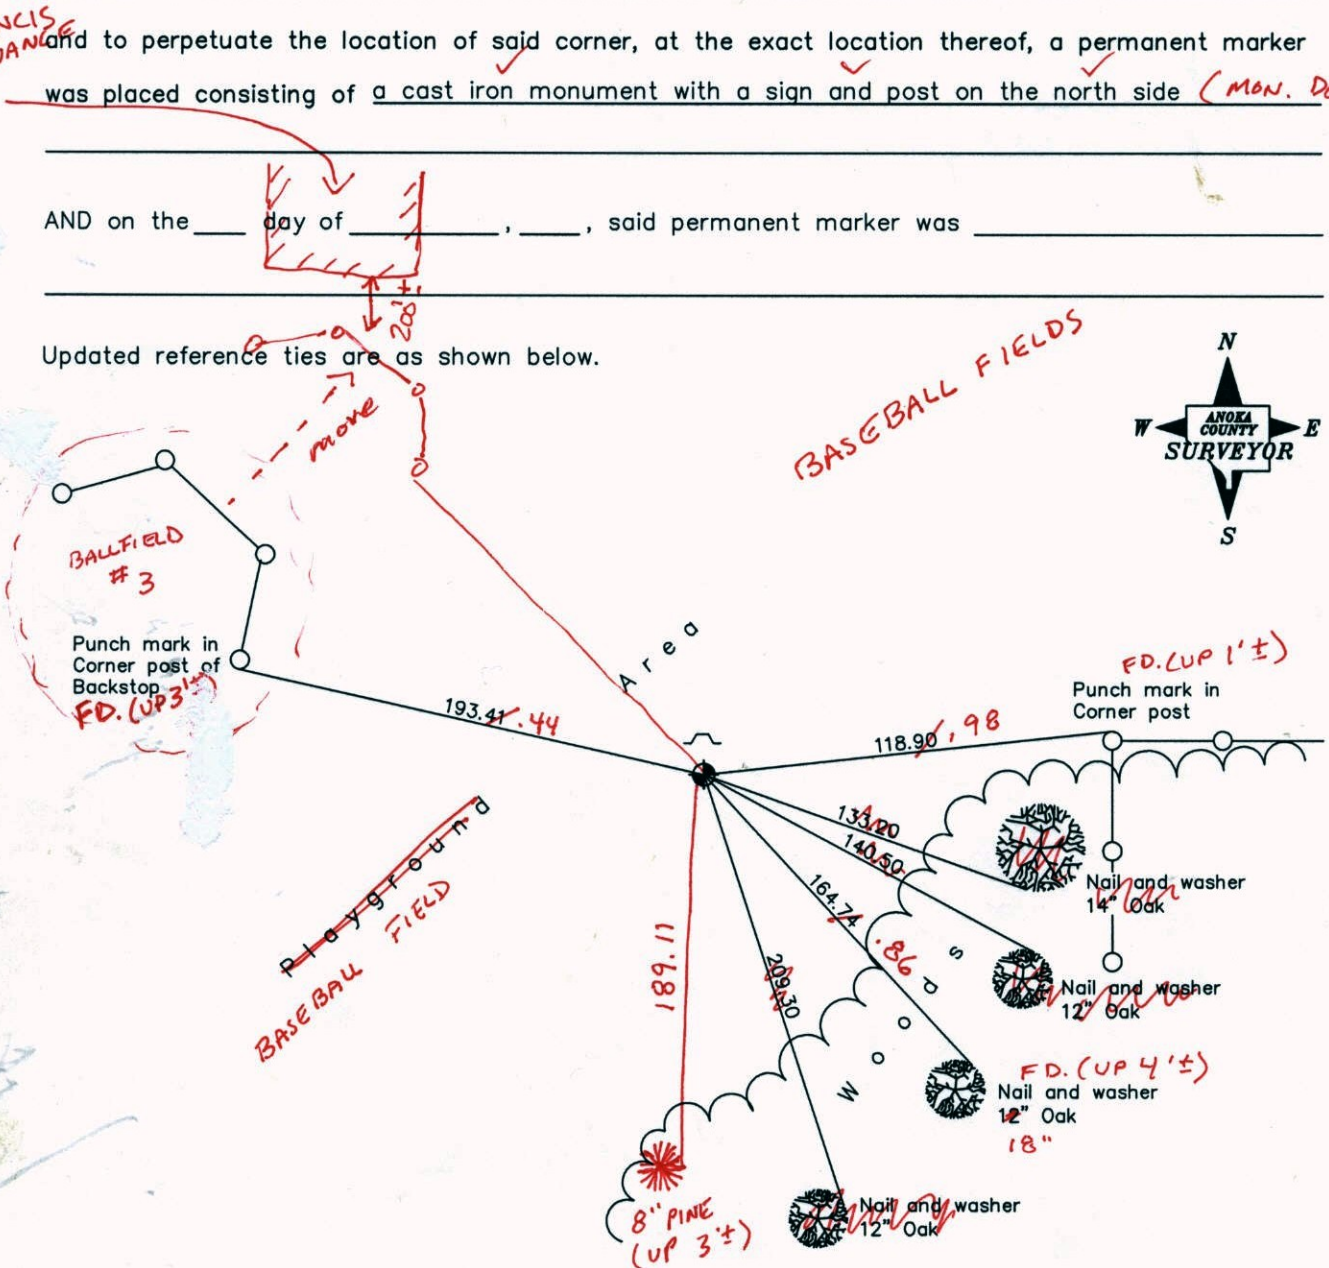 NCIS
and to perpetuate the location of said corner, at the exact location thereof, a permanent marker
was placed consisting of a cast iron monument with a sign and post on the north side (MON.
AND on the ____ day of ____________, _____, said permanent marker was
200'±
Updated reference ties are as shown below.
move
BASEBALL FIELDS
N
W
ANOKA
COUNTY
SURVEYOR
E
S
BALLFIELD
#3
Punch mark in
Corner post of
Backstop
FD. (UP 3'±)
Area
193.41 .44
FD. (UP 1'±)
Punch mark in
Corner post
118.90 .98
133.20
140.50
164.74 .86
209.30
189.11
Playground
BASEBALL FIELD
Woods
Nail and washer
14" Oak
Nail and washer
12" Oak
FD. (UP 4'±)
Nail and washer
12" Oak
18"
Nail and washer
12" Oak
8" PINE
(UP 3'±)